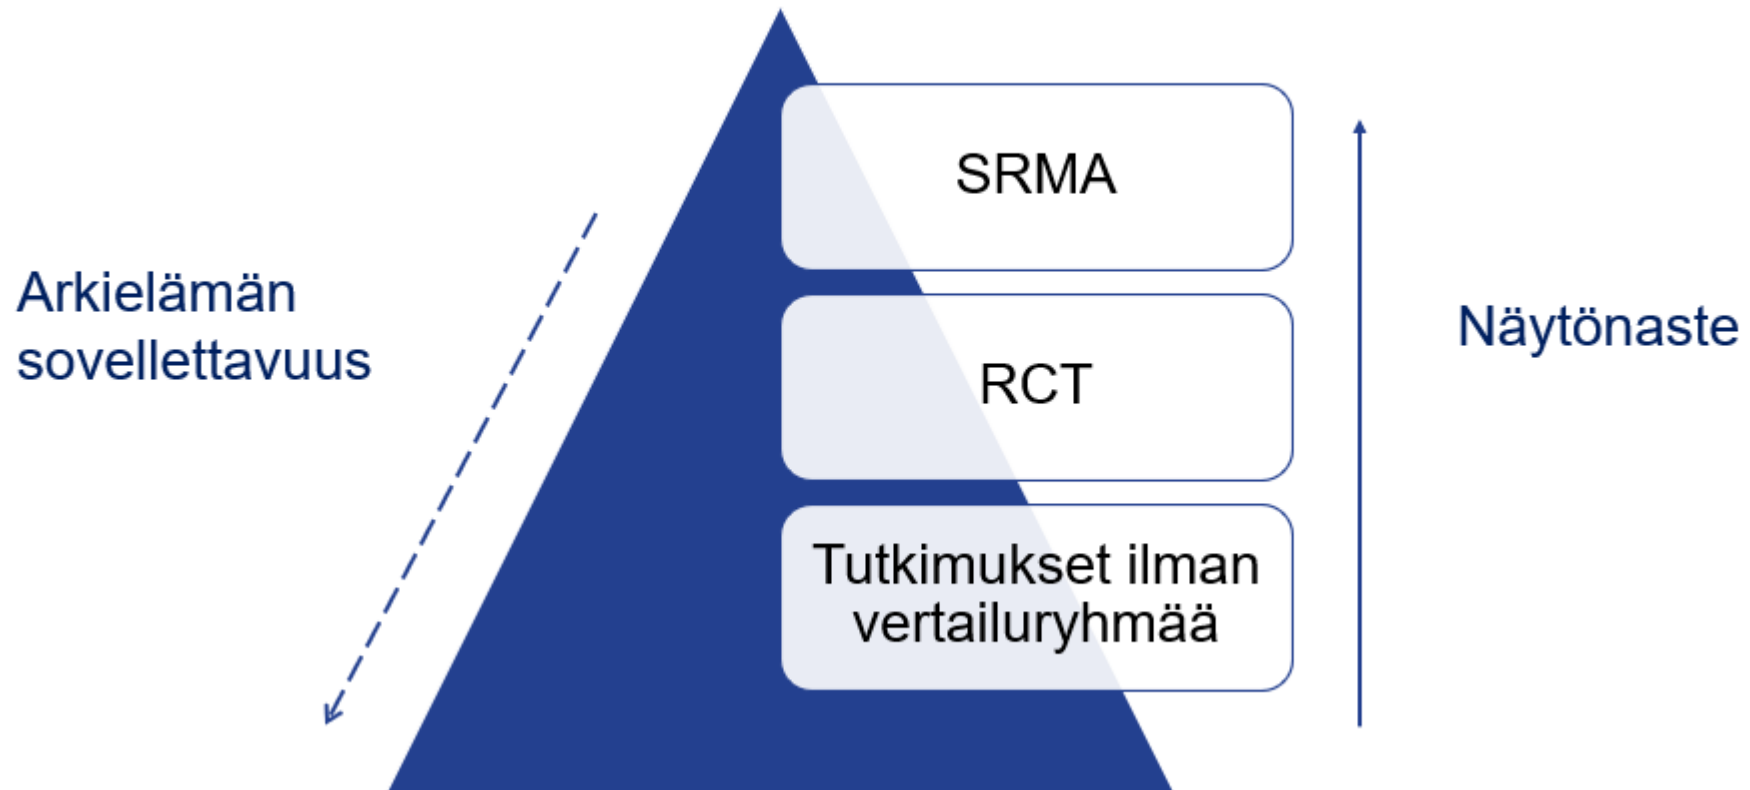 Arkielämän
sovellettavuus
SRMA
RCT
Tutkimukset ilman
vertailuryhmää
Näytönaste